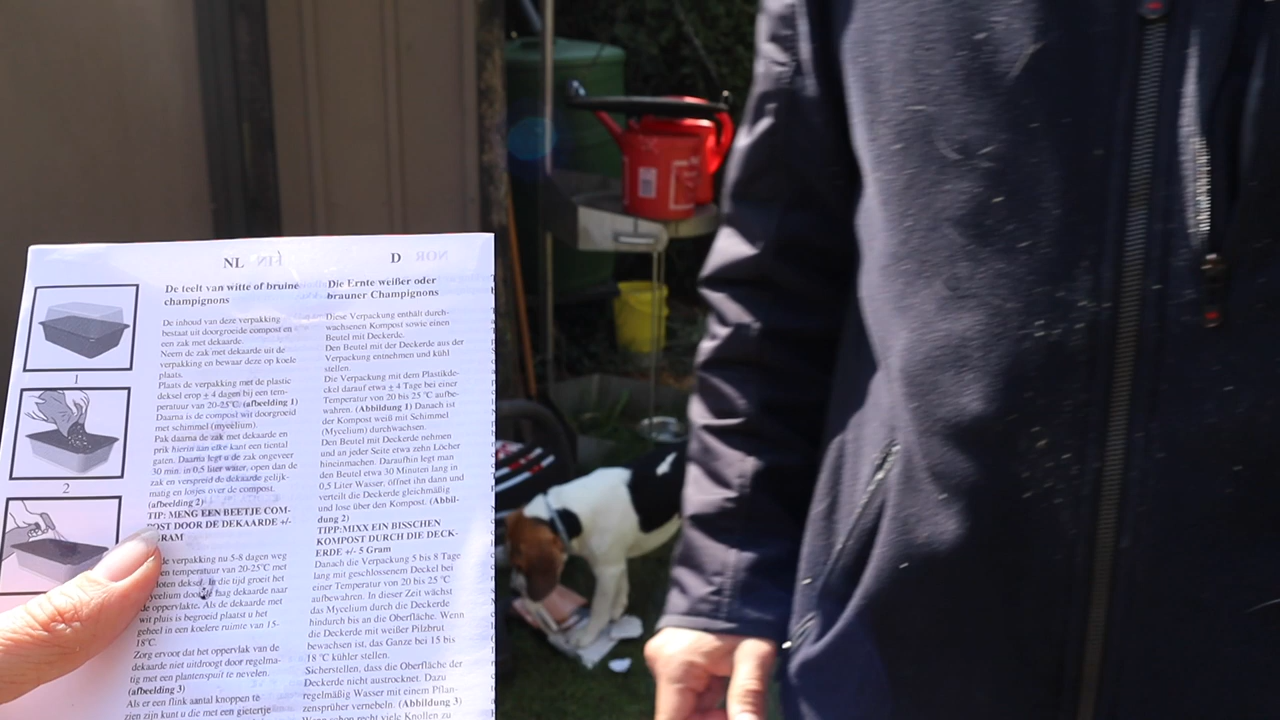 NL
De teelt van witte of bruine
champignons
De inhoud van deze verpakking
bestaat uit doorgroeide compost en
een zak met dekaarde.
Neem de zak met dekaarde uit de
verpakking en bewaar deze op koele
plaats.
Plaats de verpakking met de plastic
deksel erop ± 4 dagen bij een tem-
peratuur van 20-25°C. (afbeelding 1)
Daarna is de compost wit doorgroeid
met schimmel (mycelium).
Pak daarna de zak met dekaarde en
prik hierin aan elke kant een tiental
gaten. Daarna legt u de zak ongeveer
30 min. in 0,5 liter water, open dan de
zak en verspreid de dekaarde gelijk-
matig en losjes over de compost.
(afbeelding 2)
TIP: MENG EEN BEETJE COM-
POST DOOR DE DEKAARDE +/-
GRAM
de verpakking nu 5-8 dagen weg
en temperatuur van 20-25°C met
loten deksel. In die tijd groeit het
ycelium door de laag dekaarde naar
de oppervlakte. Als de dekaarde met
wit pluis is begroeid plaatst u het
geheel in een koelere ruimte van 15-
18°C.
Zorg ervoor dat het oppervlak van de
dekaarde niet uitdroogt door regelma-
tig met een plantenspuit te nevelen.
(afbeelding 3)
Als er een flink aantal knoppen te
zien zijn kunt u die met een gietertje
D
Die Ernte weißer oder
brauner Champignons
Diese Verpackung enthält durch-
wachsenen Kompost sowie einen
Beutel mit Deckerde.
Den Beutel mit der Deckerde aus der
Verpackung entnehmen und kühl
stellen.
Die Verpackung mit dem Plastikde-
ckel darauf etwa ± 4 Tage bei einer
Temperatur von 20 bis 25 °C aufbe-
wahren. (Abbildung 1) Danach ist
der Kompost weiß mit Schimmel
(Mycelium) durchwachsen.
Den Beutel mit Deckerde nehmen
und an jeder Seite etwa zehn Löcher
hineinmachen. Daraufhin legt man
den Beutel etwa 30 Minuten lang in
0,5 Liter Wasser, öffnet ihn dann und
verteilt die Deckerde gleichmäßig
und lose über den Kompost. (Abbil-
dung 2)
TIPP:MIXX EIN BISSCHEN
KOMPOST DURCH DIE DECK-
ERDE +/- 5 Gram
Danach die Verpackung 5 bis 8 Tage
lang mit geschlossenem Deckel bei
einer Temperatur von 20 bis 25 °C
aufbewahren. In dieser Zeit wächst
das Mycelium durch die Deckerde
hindurch bis an die Oberfläche. Wenn
die Deckerde mit weißer Pilzbrut
bewachsen ist, das Ganze bei 15 bis
18 °C kühler stellen.
Sicherstellen, dass die Oberfläche der
Deckerde nicht austrocknet. Dazu
regelmäßig Wasser mit einem Pflan-
zensprüher vernebeln. (Abbildung 3)
Wenn schon recht viele Knollen zu
1
2